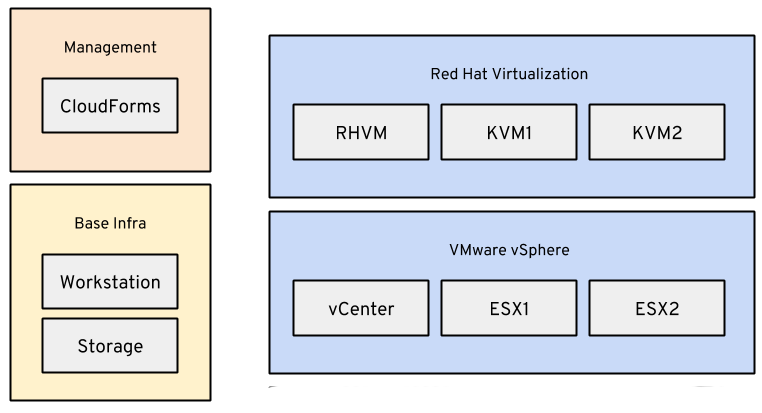 Management
CloudForms
Base Infra
Workstation
Storage
Red Hat Virtualization
RHVM
KVM1
KVM2
VMware vSphere
vCenter
ESX1
ESX2